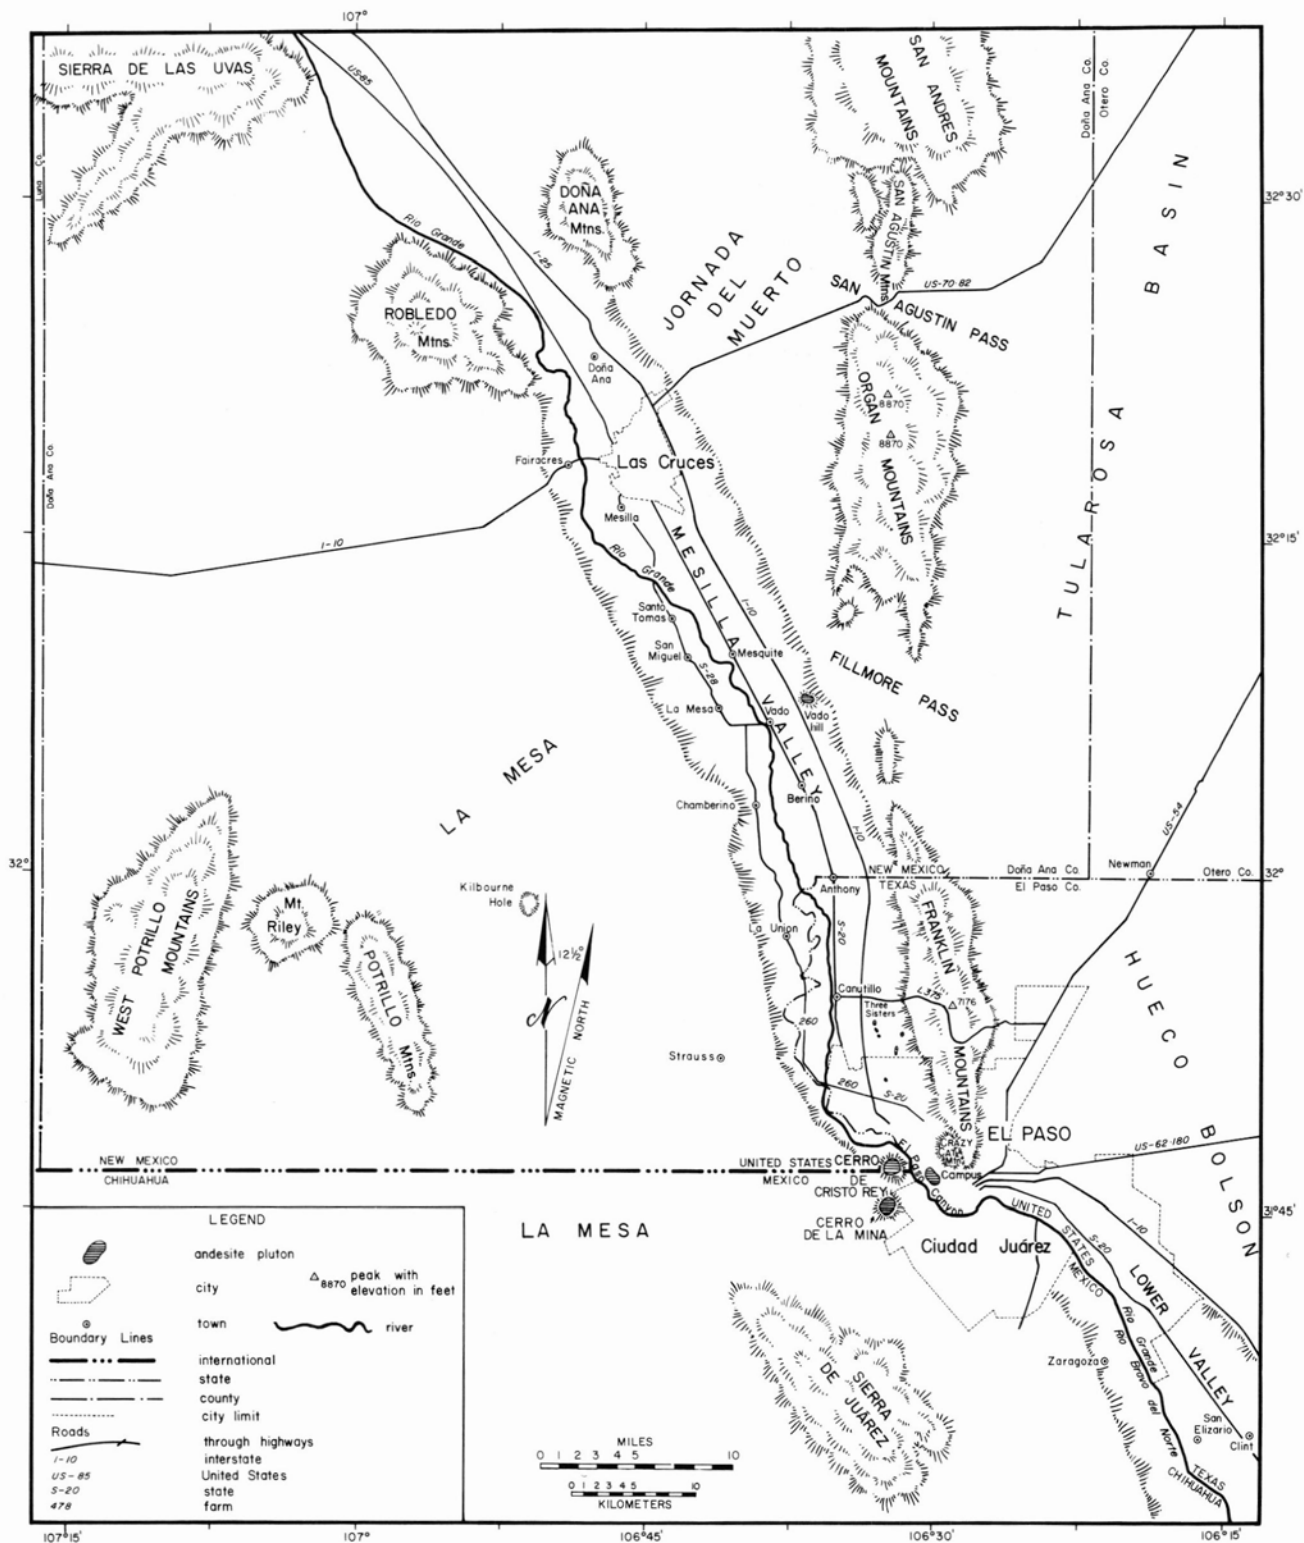 107°
SIERRA DE LAS UVAS
US-85
SAN ANDRES
MOUNTAINS
Doña Ana Co.
Otero Co.
Luna Co.
Doña Ana Co.
32°30'
DOÑA
ANA
Mtns.
SAN AGUSTIN Mtns
BASIN
Rio Grande
I-25
JORNADA
DEL
MUERTO
SAN
AGUSTIN PASS
US-70-82
ROBLEDO
Mtns.
Doña
Ana
ORGAN
MOUNTAINS
8870
8870
TULAROSA
Fairacres
Las Cruces
Mesilla
I-10
32°15'
MESILLA
VALLEY
Rio
Grande
I-10
Santo
Tomas
San
Miguel
Mesquite
S-28
FILLMORE PASS
La Mesa
Vado
Vado
hill
LA MESA
Chamberino
Berino
I-10
US-54
32°
NEW MEXICO
TEXAS
Doña Ana Co.
El Paso Co.
Newman
Otero Co.
32°
Anthony
Kilbourne
Hole
WEST POTRILLO
MOUNTAINS
Mt.
Riley
POTRILLO
Mtns.
La Union
S-20
FRANKLIN
MOUNTAINS
12½°
N
MAGNETIC NORTH
Canutillo
L375
7176
Three
Sisters
HUECO
BOLSON
260
Strauss
260
S-20
EL PASO
CRAZY
CAT
Mtn.
US-62-180
NEW MEXICO
CHIHUAHUA
UNITED STATES
MEXICO
CERRO
DE
CRISTO REY
El Paso
Canyon
Campus
CERRO
DE LA MINA
LA MESA
Ciudad Juárez
UNITED STATES
MEXICO
31°45'
I-10
S-20
LOWER
VALLEY
LEGEND
andesite pluton
city
8870 peak with
elevation in feet
town
river
Boundary Lines
international
state
county
city limit
Roads
through highways
I-10 interstate
US-85 United States
S-20 state
478 farm
SIERRA
DE JUÁREZ
Zaragoza
Rio Grande
Rio Bravo del Norte
San
Elizario
Clint
TEXAS
CHIHUAHUA
MILES
0 1 2 3 4 5 10
0 1 2 3 4 5 10
KILOMETERS
107°15'
107°
106°45'
106°30'
106°15'